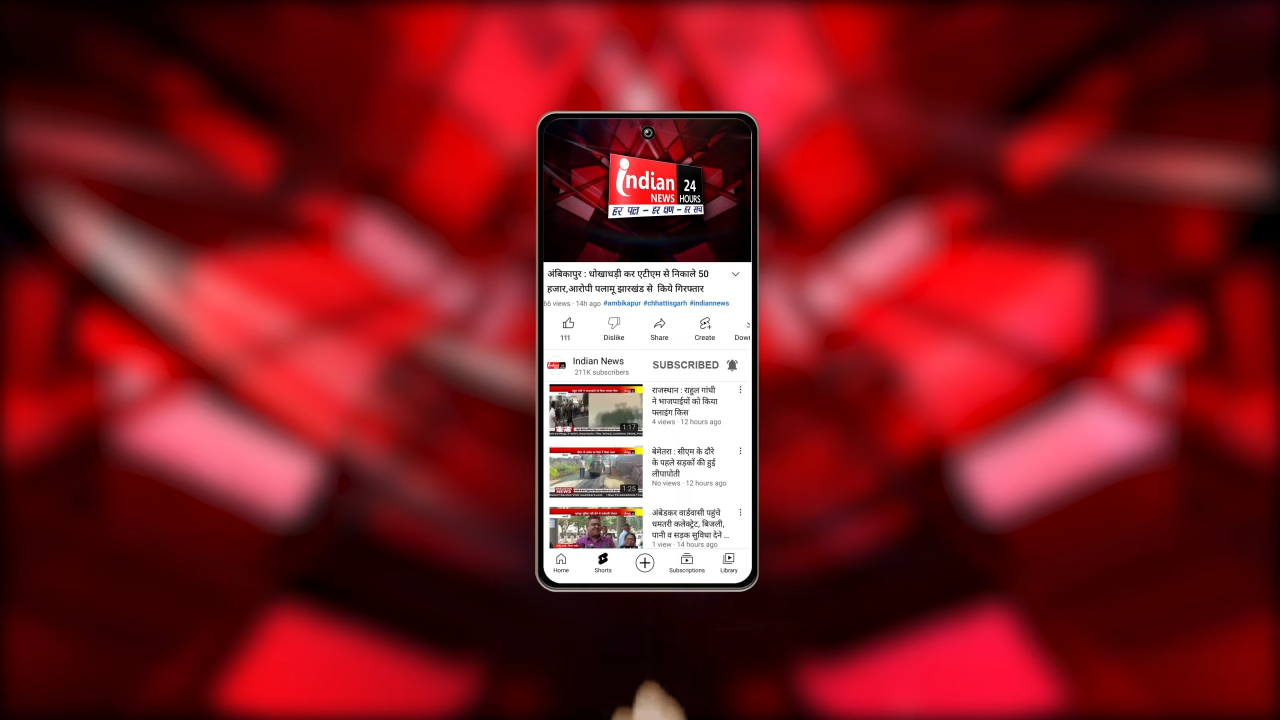 indian
NEWS
24
HOURS
हर पल – हर क्षण – हर सच
अंबिकापुर : धोखाधड़ी कर एटीएम से निकाले 50
हजार,आरोपी पलामू झारखंड से किये गिरफ्तार
66 views · 14h ago #ambikapur #chhattisgarh #indiannews
111 Dislike Share Create Down
Indian News
211K subscribers
SUBSCRIBED
राजस्थान : राहुल गांधी
ने भाजपाईयों को किया
फ्लाइंग किस
4 views · 12 hours ago
1:17
बेमेतरा : सीएम के दौरे
के पहले सड़कों की हुई
लीपापोती
No views · 12 hours ago
1:25
अंबेडकर वार्डवासी पहुंचे
धमतरी कलेक्ट्रेट, बिजली,
पानी व सड़क सुविधा देने ...
1 view · 14 hours ago
Home Shorts Subscriptions Library